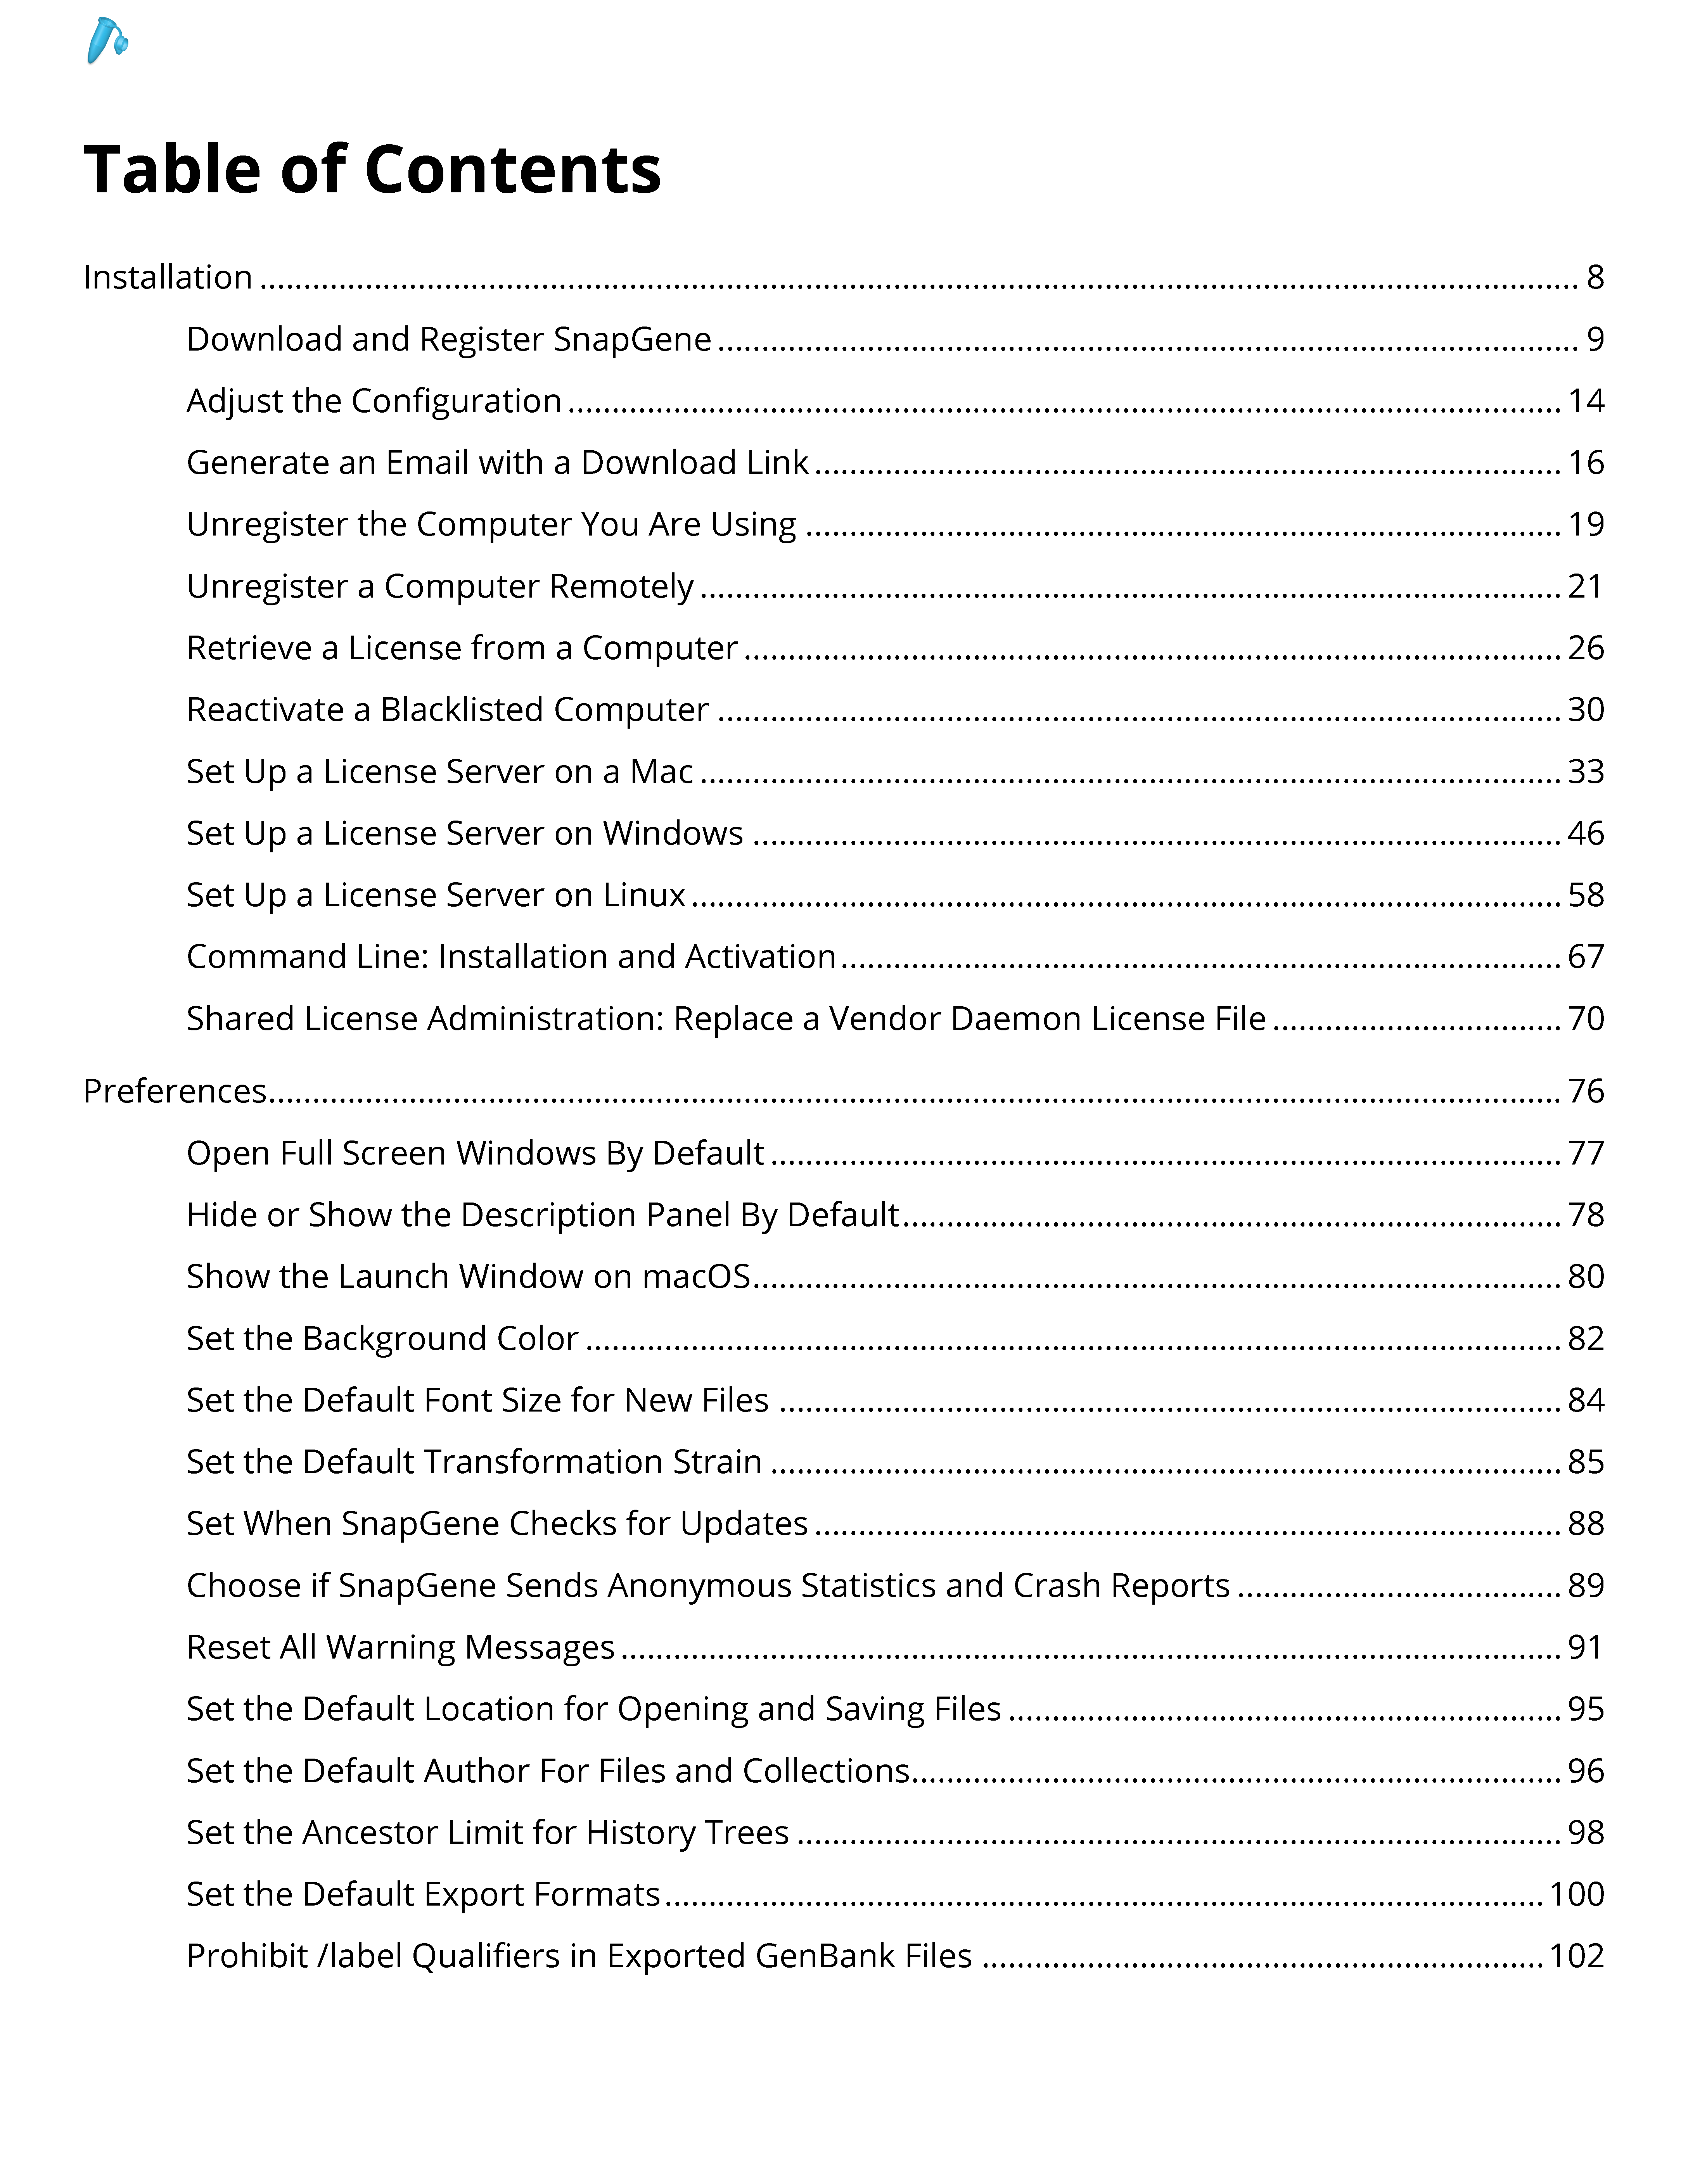 Table of Contents
Installation ........................................................................................................................................................ 8
Download and Register SnapGene ................................................................................................... 9
Adjust the Configuration .................................................................................................................. 14
Generate an Email with a Download Link ...................................................................................... 16
Unregister the Computer You Are Using ....................................................................................... 19
Unregister a Computer Remotely ................................................................................................... 21
Retrieve a License from a Computer .............................................................................................. 26
Reactivate a Blacklisted Computer ................................................................................................. 30
Set Up a License Server on a Mac ................................................................................................... 33
Set Up a License Server on Windows ............................................................................................. 46
Set Up a License Server on Linux .................................................................................................... 58
Command Line: Installation and Activation ................................................................................... 67
Shared License Administration: Replace a Vendor Daemon License File ................................. 70
Preferences ..................................................................................................................................................... 76
Open Full Screen Windows By Default ........................................................................................... 77
Hide or Show the Description Panel By Default ............................................................................ 78
Show the Launch Window on macOS ............................................................................................. 80
Set the Background Color ................................................................................................................ 82
Set the Default Font Size for New Files .......................................................................................... 84
Set the Default Transformation Strain ........................................................................................... 85
Set When SnapGene Checks for Updates ...................................................................................... 88
Choose if SnapGene Sends Anonymous Statistics and Crash Reports ..................................... 89
Reset All Warning Messages ............................................................................................................ 91
Set the Default Location for Opening and Saving Files ................................................................ 95
Set the Default Author For Files and Collections ........................................................................... 96
Set the Ancestor Limit for History Trees ........................................................................................ 98
Set the Default Export Formats ..................................................................................................... 100
Prohibit /label Qualifiers in Exported GenBank Files ................................................................. 102